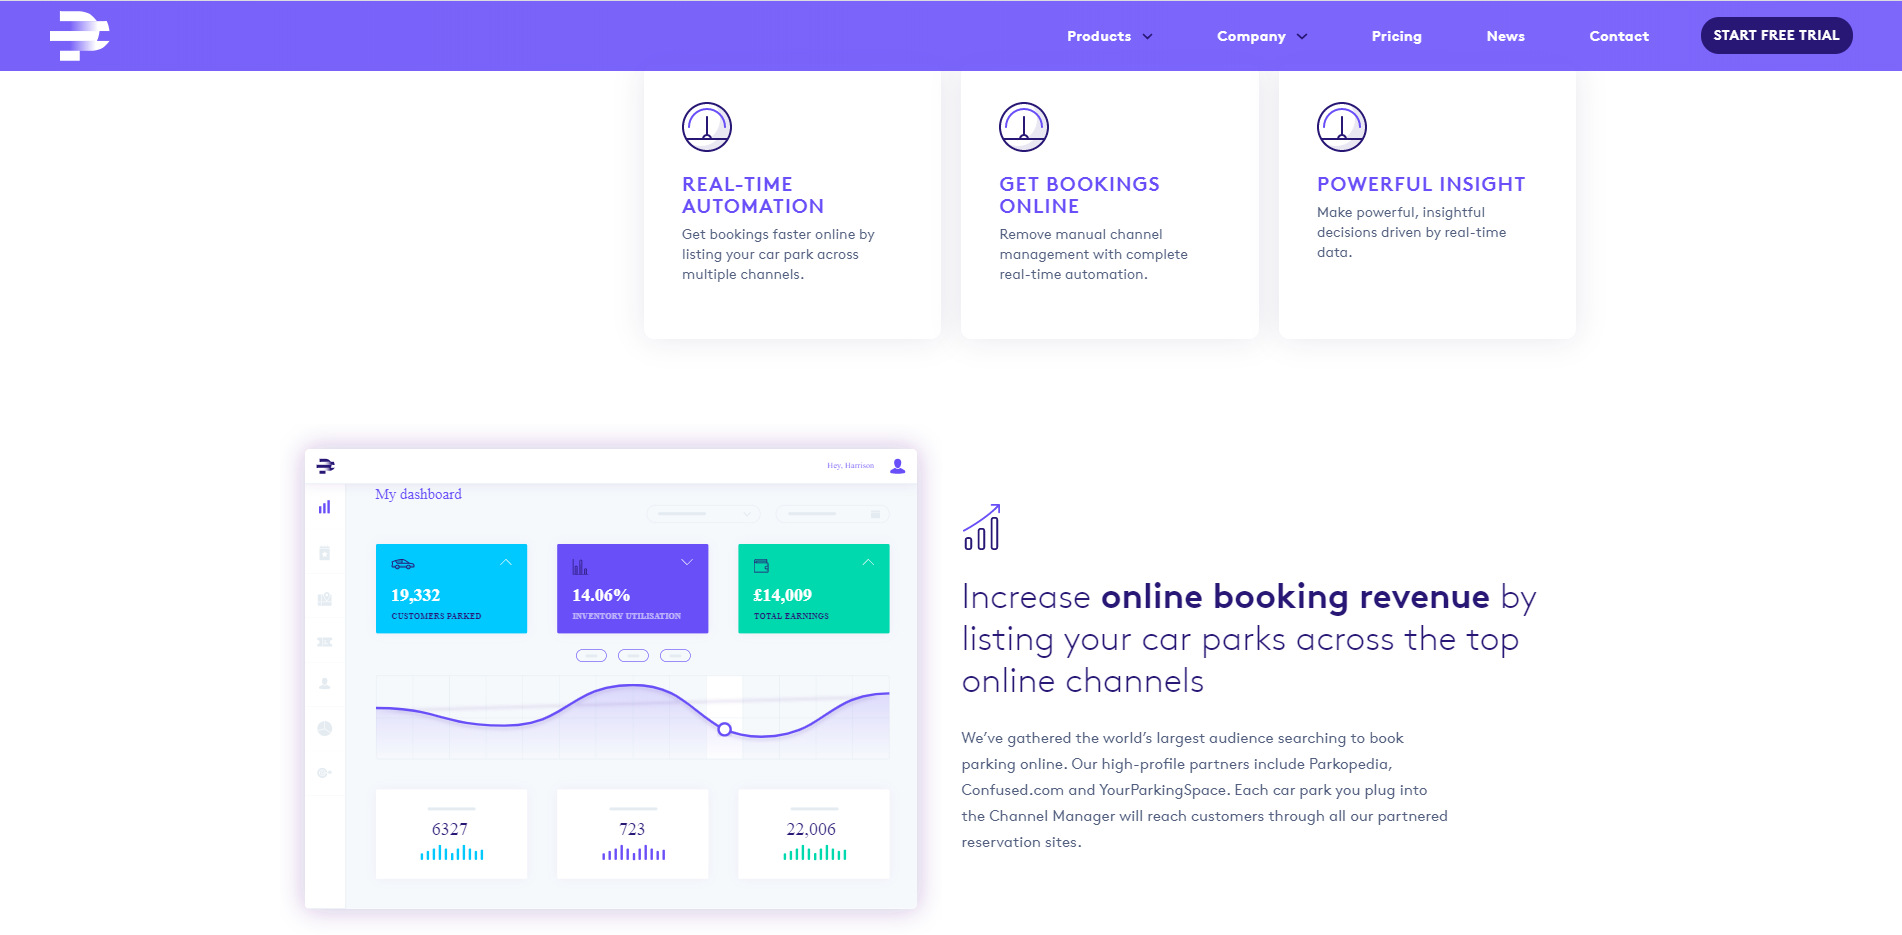 Products
Company
Pricing
News
Contact
START FREE TRIAL
REAL-TIME
AUTOMATION
Get bookings faster online by
listing your car park across
multiple channels.
GET BOOKINGS
ONLINE
Remove manual channel
management with complete
real-time automation.
POWERFUL INSIGHT
Make powerful, insightful
decisions driven by real-time
data.
Hey, Harrison
My dashboard
19,332
CUSTOMERS PARKED
14.06%
INVENTORY UTILISATION
£14,009
TOTAL EARNINGS
6327
723
22,006
Increase online booking revenue by
listing your car parks across the top
online channels
We’ve gathered the world’s largest audience searching to book
parking online. Our high-profile partners include Parkopedia,
Confused.com and YourParkingSpace. Each car park you plug into
the Channel Manager will reach customers through all our partnered
reservation sites.